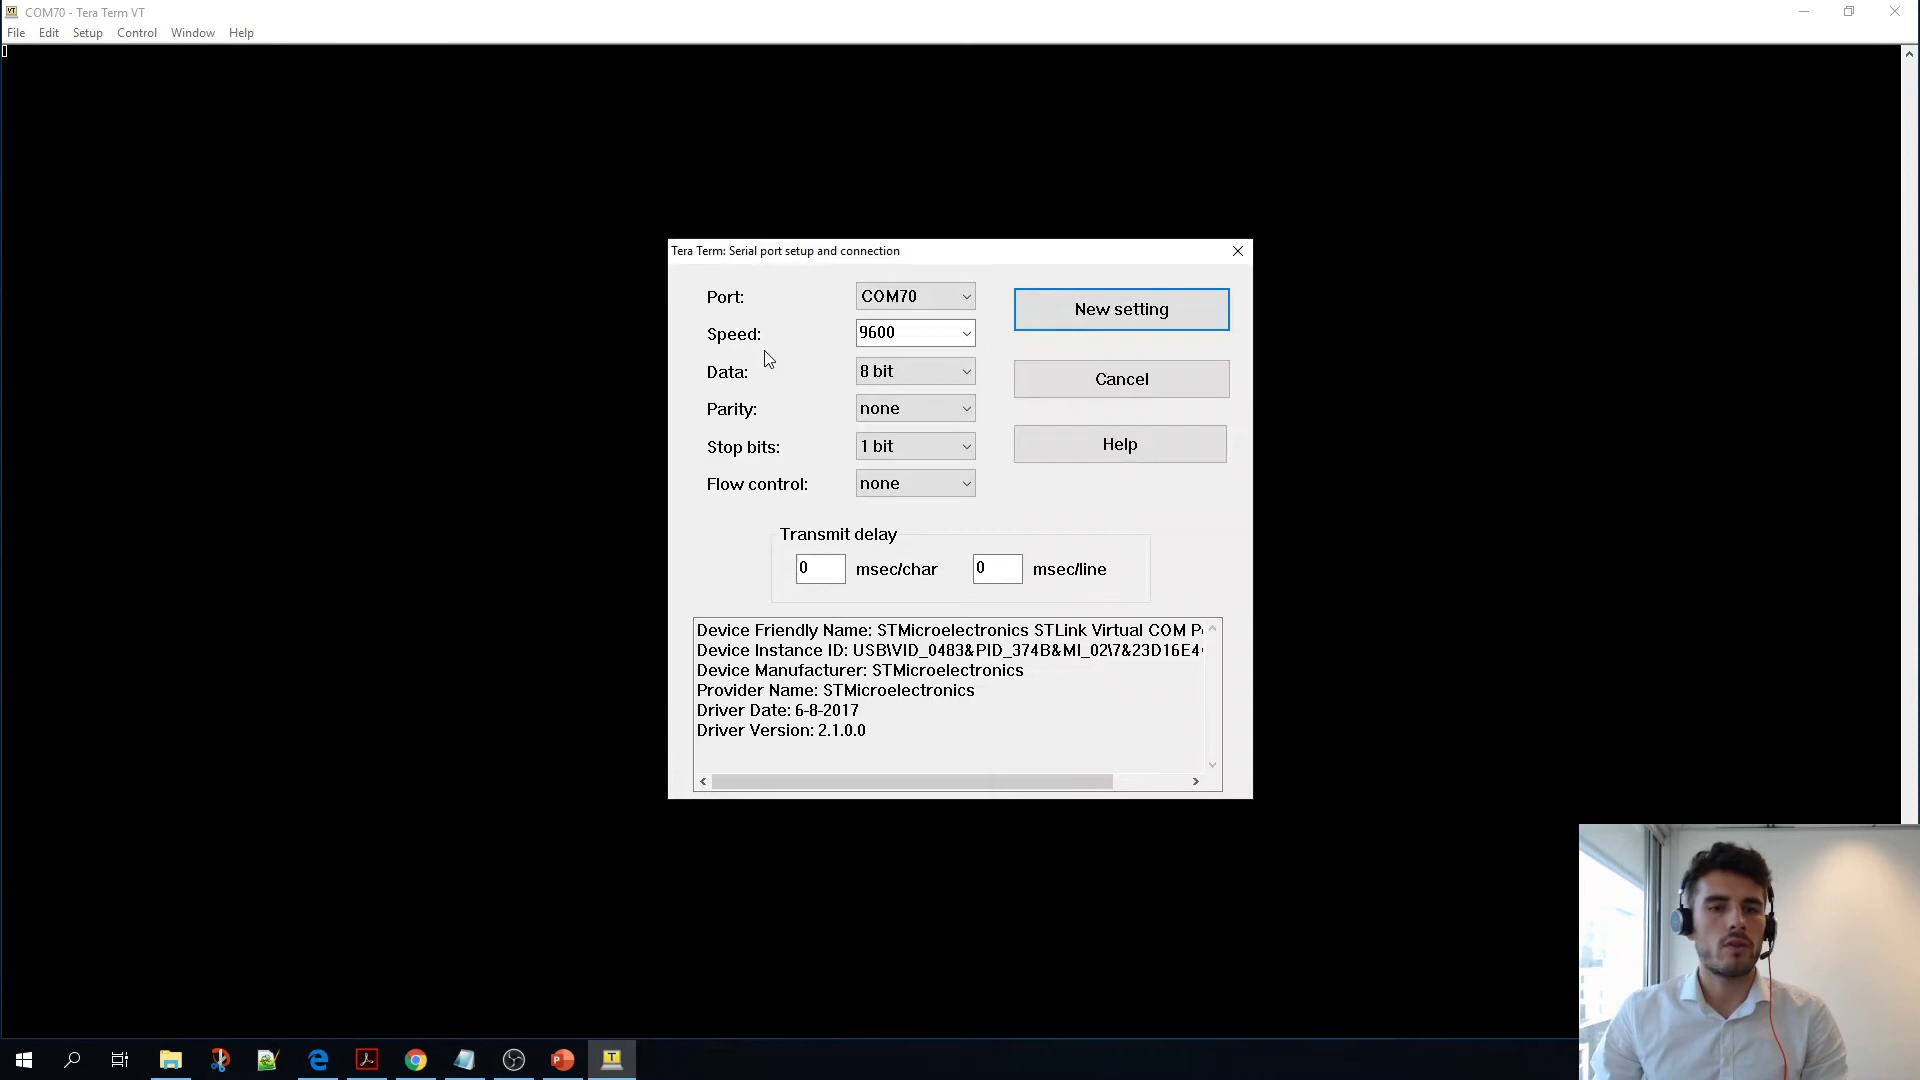 COM70 - Tera Term VT
File Edit Setup Control Window Help
Tera Term: Serial port setup and connection
Port: COM70 New setting
Speed: 9600
Data: 8 bit Cancel
Parity: none
Stop bits: 1 bit Help
Flow control: none
Transmit delay
0 msec/char 0 msec/line
Device Friendly Name: STMicroelectronics STLink Virtual COM
Device Instance ID: USB\VID_0483&PID_374B&MI_02\7&23D16E4
Device Manufacturer: STMicroelectronics
Provider Name: STMicroelectronics
Driver Date: 6-8-2017
Driver Version: 2.1.0.0